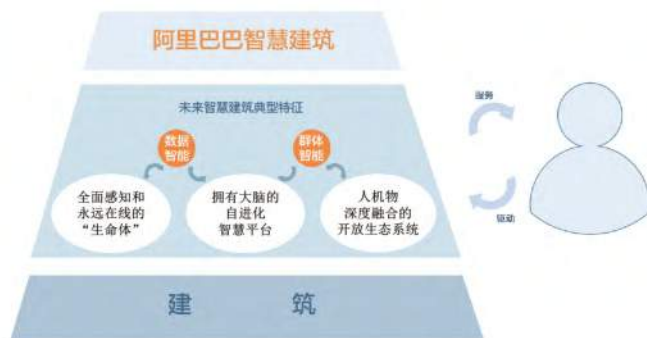 阿里巴巴智慧建筑
未来智慧建筑典型特征
服务
数据
智能
群体
智能
全面感知和
永远在线的
“生命体”
拥有大脑的
自进化
智慧平台
人机物
深度融合的
开放生态系统
驱动
建 筑